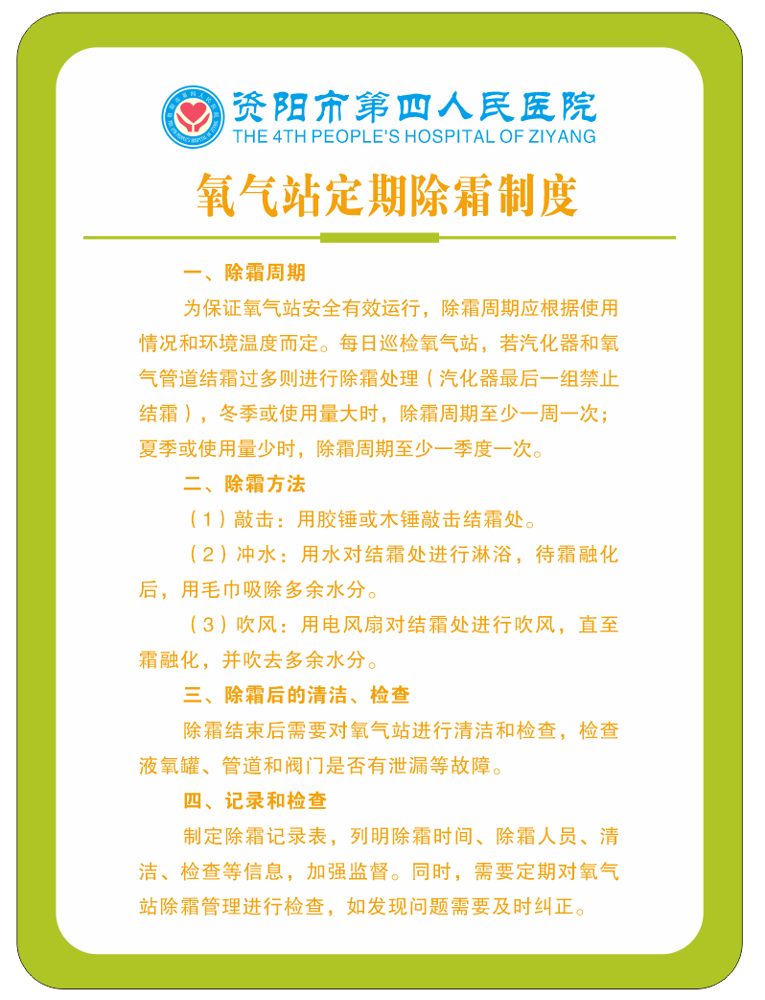 资阳市第四人民医院
THE 4TH PEOPLE'S HOSPITAL OF ZIYANG
氧气站定期除霜制度
一、除霜周期
为保证氧气站安全有效运行，除霜周期应根据使用
情况和环境温度而定。每日巡检氧气站，若汽化器和氧
气管道结霜过多则进行除霜处理（汽化器最后一组禁止
结霜），冬季或使用量大时，除霜周期至少一周一次；
夏季或使用量少时，除霜周期至少一季度一次。
二、除霜方法
（1）敲击：用胶锤或木锤敲击结霜处。
（2）冲水：用水对结霜处进行淋浴，待霜融化
后，用毛巾吸除多余水分。
（3）吹风：用电风扇对结霜处进行吹风，直至
霜融化，并吹去多余水分。
三、除霜后的清洁、检查
除霜结束后需要对氧气站进行清洁和检查，检查
液氧罐、管道和阀门是否有泄漏等故障。
四、记录和检查
制定除霜记录表，列明除霜时间、除霜人员、清
洁、检查等信息，加强监督。同时，需要定期对氧气
站除霜管理进行检查，如发现问题需要及时纠正。